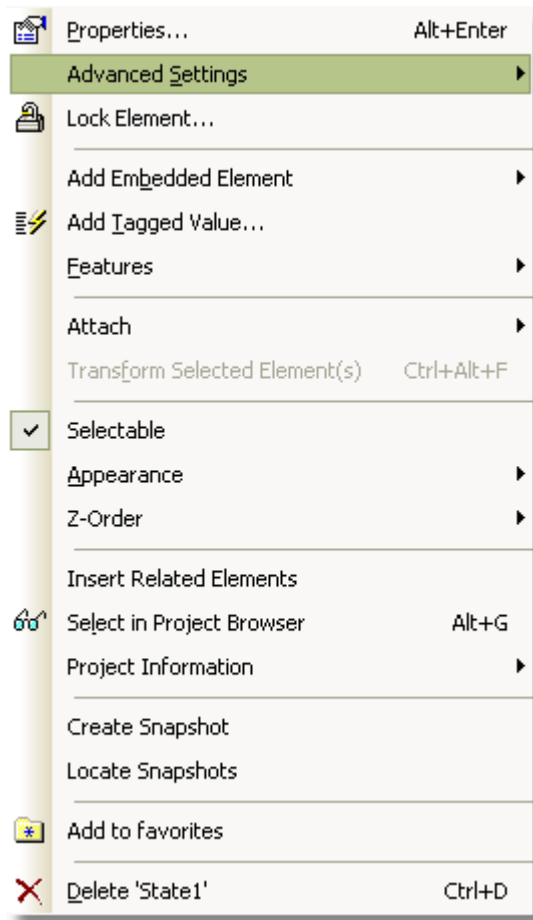 Properties... Alt+Enter
Advanced Settings
Lock Element...
Add Embedded Element
Add Tagged Value...
Features
Attach
Transform Selected Element(s) Ctrl+Alt+F
Selectable
Appearance
Z-Order
Insert Related Elements
Select in Project Browser Alt+G
Project Information
Create Snapshot
Locate Snapshots
Add to favorites
Delete 'State1' Ctrl+D